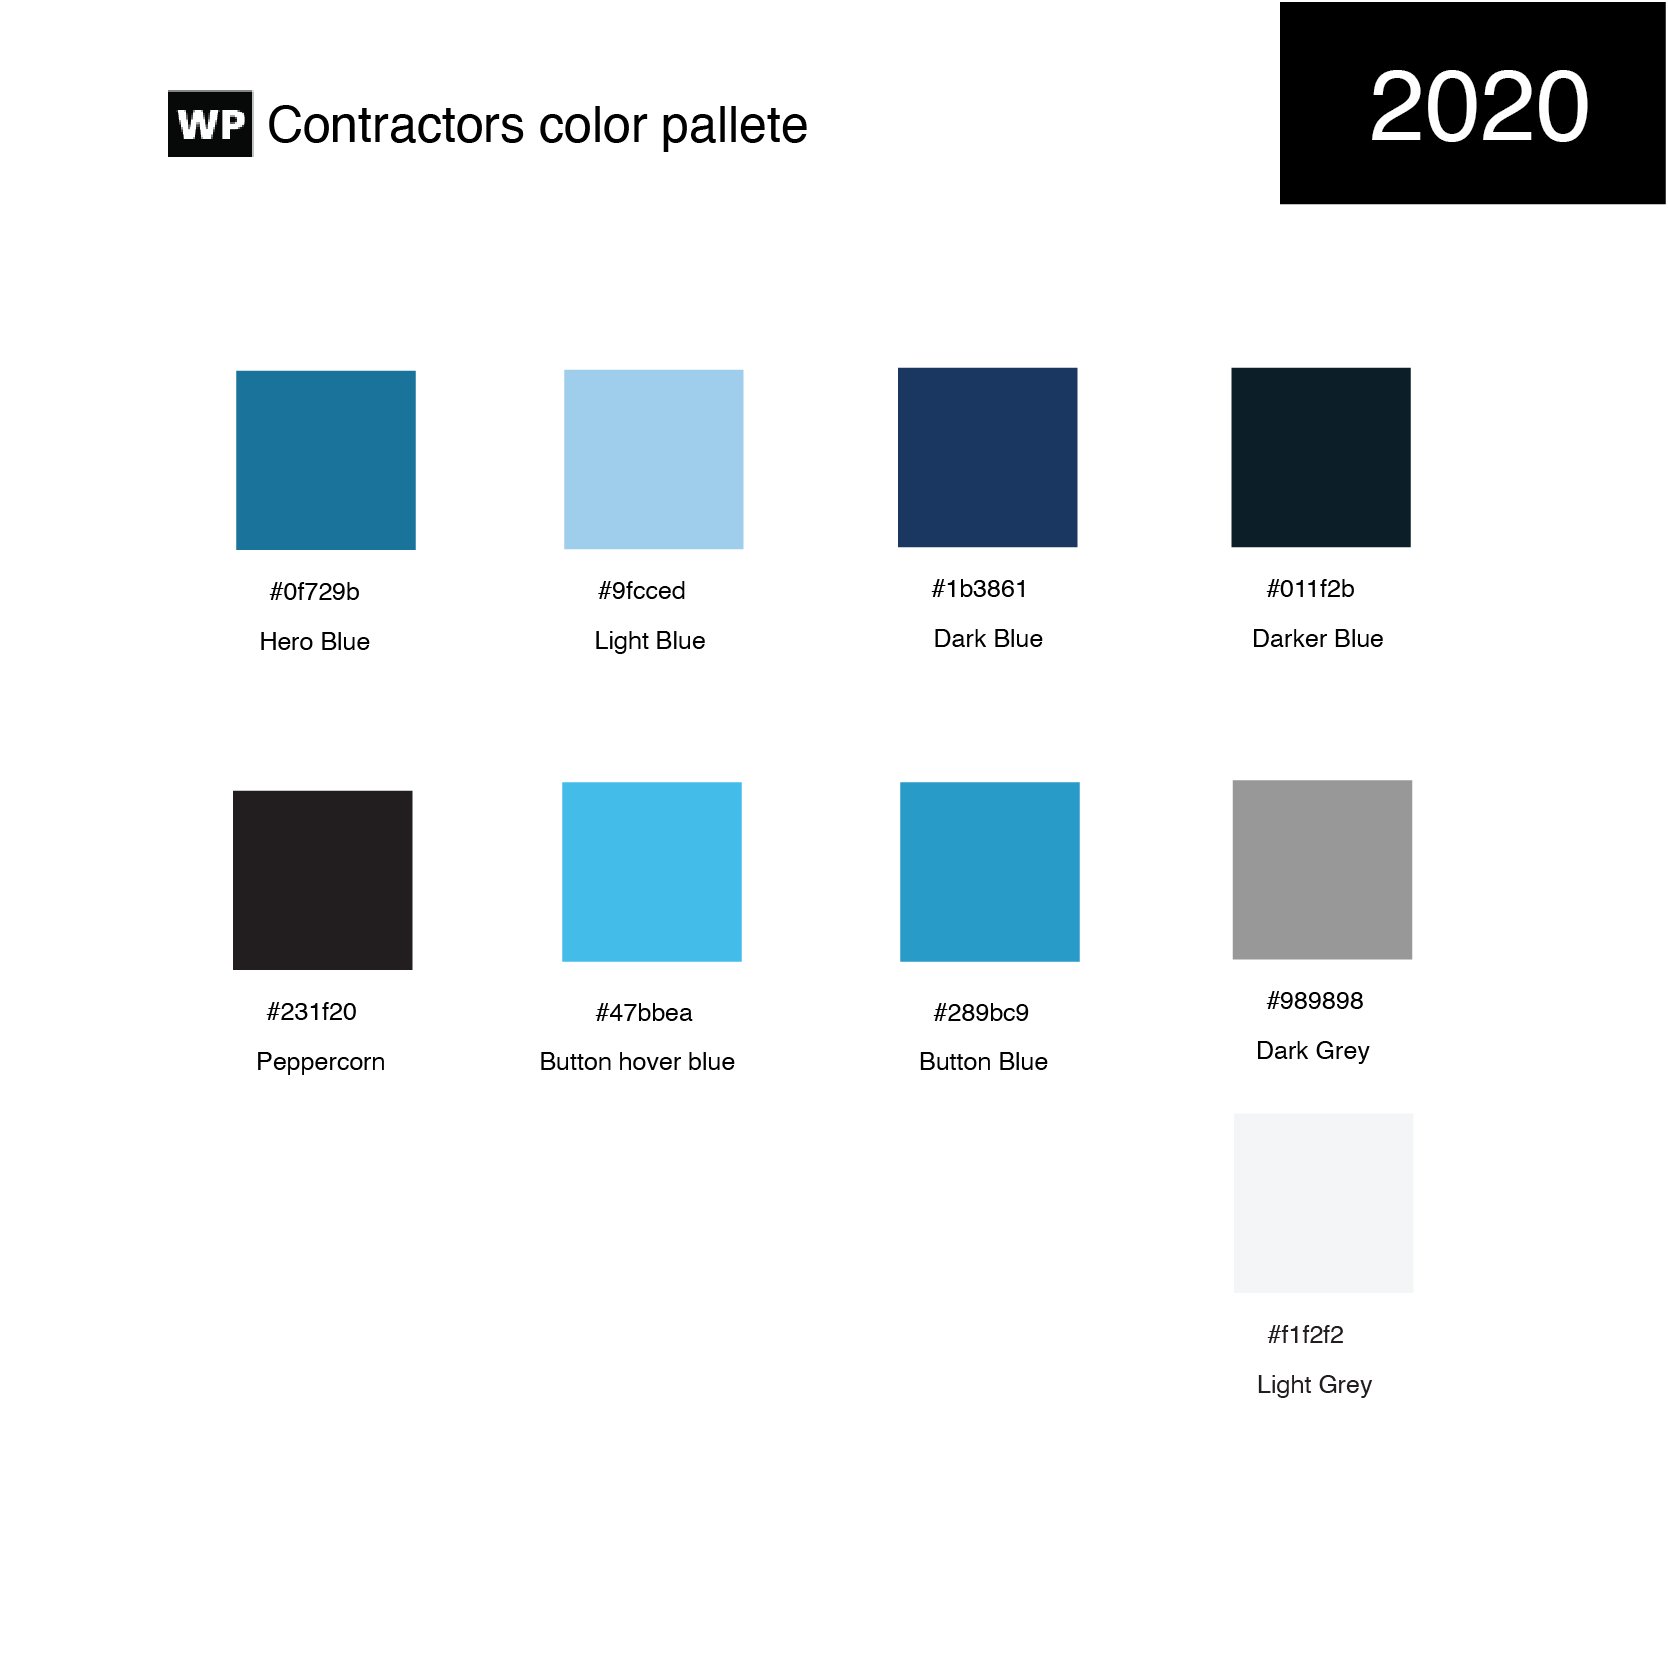 WP Contractors color pallete
2020
#0f729b
Hero Blue
#9fcced
Light Blue
#1b3861
Dark Blue
#011f2b
Darker Blue
#231f20
Peppercorn
#47bbea
Button hover blue
#289bc9
Button Blue
#989898
Dark Grey
#f1f2f2
Light Grey